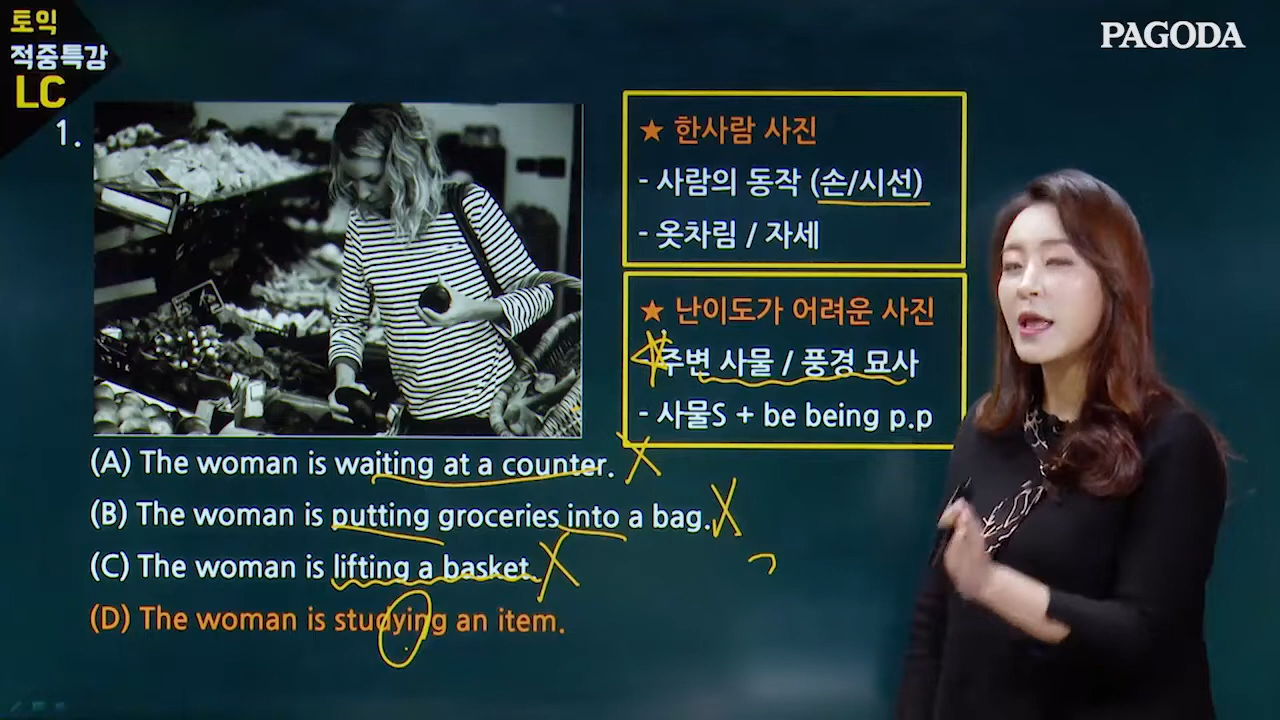 토익
적중특강
LC
PAGODA
1.
★ 한사람 사진
- 사람의 동작 (손/시선)
- 옷차림 / 자세
★ 난이도가 어려운 사진
주변 사물 / 풍경 묘사
- 사물S + be being p.p
(A) The woman is waiting at a counter. X
(B) The woman is putting groceries into a bag. X
(C) The woman is lifting a basket. X
(D) The woman is studying an item.